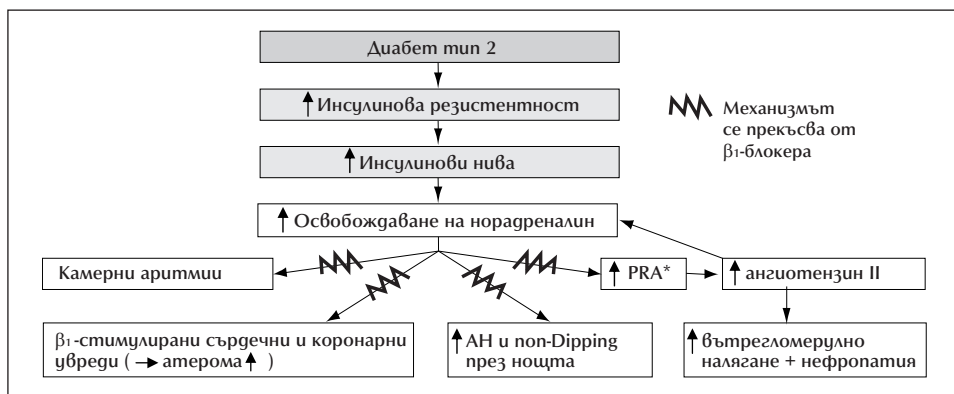 Диабет тип 2
↑ Инсулинова резистентност
Механизмът
се прекъсва от
β1-блокера
↑ Инсулинови нива
↑ Освобождаване на норадреналин
Камерни аритмии
↑ PRA*
↑ ангиотензин II
β1-стимулирани сърдечни и коронарни
увреди ( → атерома ↑ )
↑ АН и non-Dipping
през нощта
↑ вътрегломерулно
налягане + нефропатия